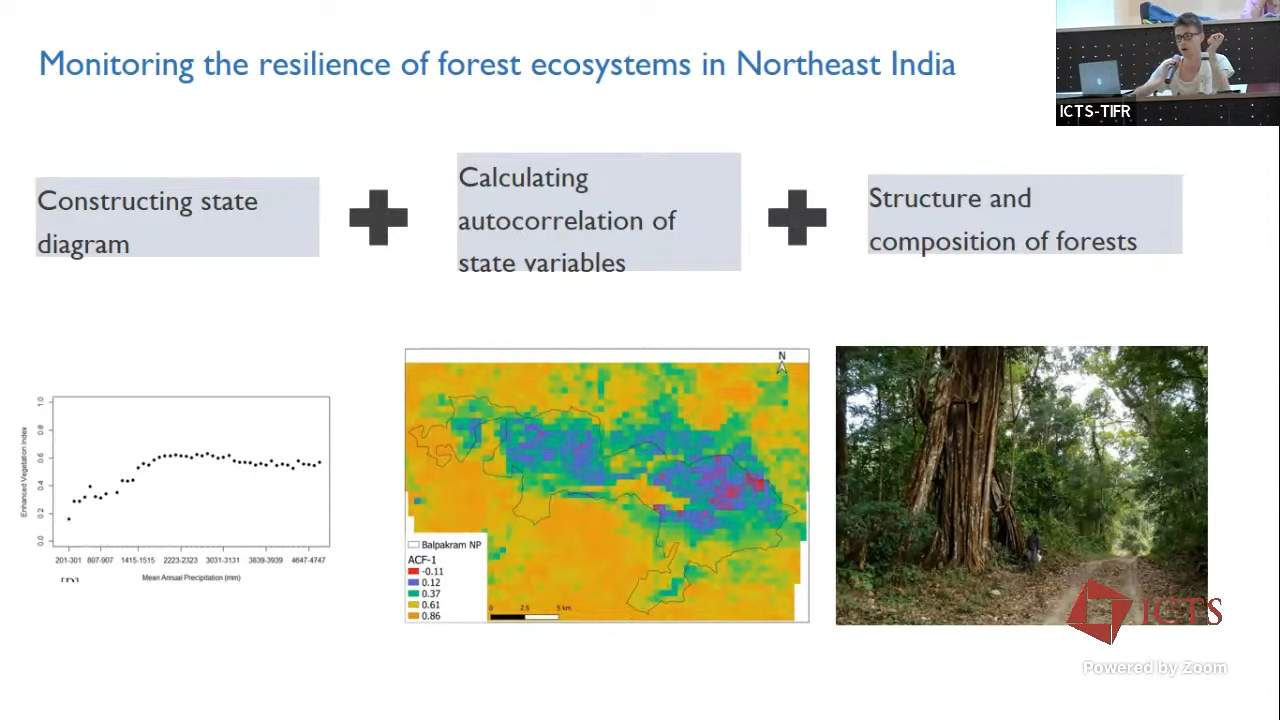 Monitoring the resilience of forest ecosystems in Northeast India
ICTS-TIFR
Constructing state
diagram
Calculating
autocorrelation of
state variables
Structure and
composition of forests
Enhanced Vegetation Index
1.0
0.8
0.6
0.4
0.2
0.0
201-301 807-907 1415-1515 2223-2323 3031-3131 3839-3939 4647-4747
Mean Annual Precipitation (mm)
N
Balpakram NP
ACF-1
-0.11
0.12
0.37
0.61
0.86
0 2.5 5 km
ICTS
Powered by Zoom